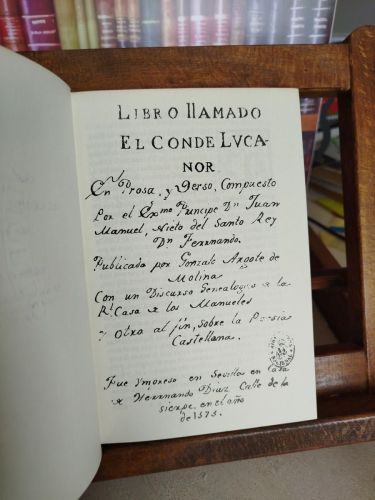 LIBRO llAMADO
EL CONDE LVCA-
NOR
En Prosa, y Verso, Compuesto
Por el Exmo Principe Dn Juan
Manuel, Nieto del Santo Rey
Dn Fernando.
Publicado por Gonzalo Argote de
Molina
Con un Discurso Genealogico a la
Rl Casa de los Manueles
y Otro al fin, sobre la Poesia
Castellana.
Fue Ympreso en Sevilla en Casa
de Herrnando Diaz Calle de la
sierpe en el año
de 1575.